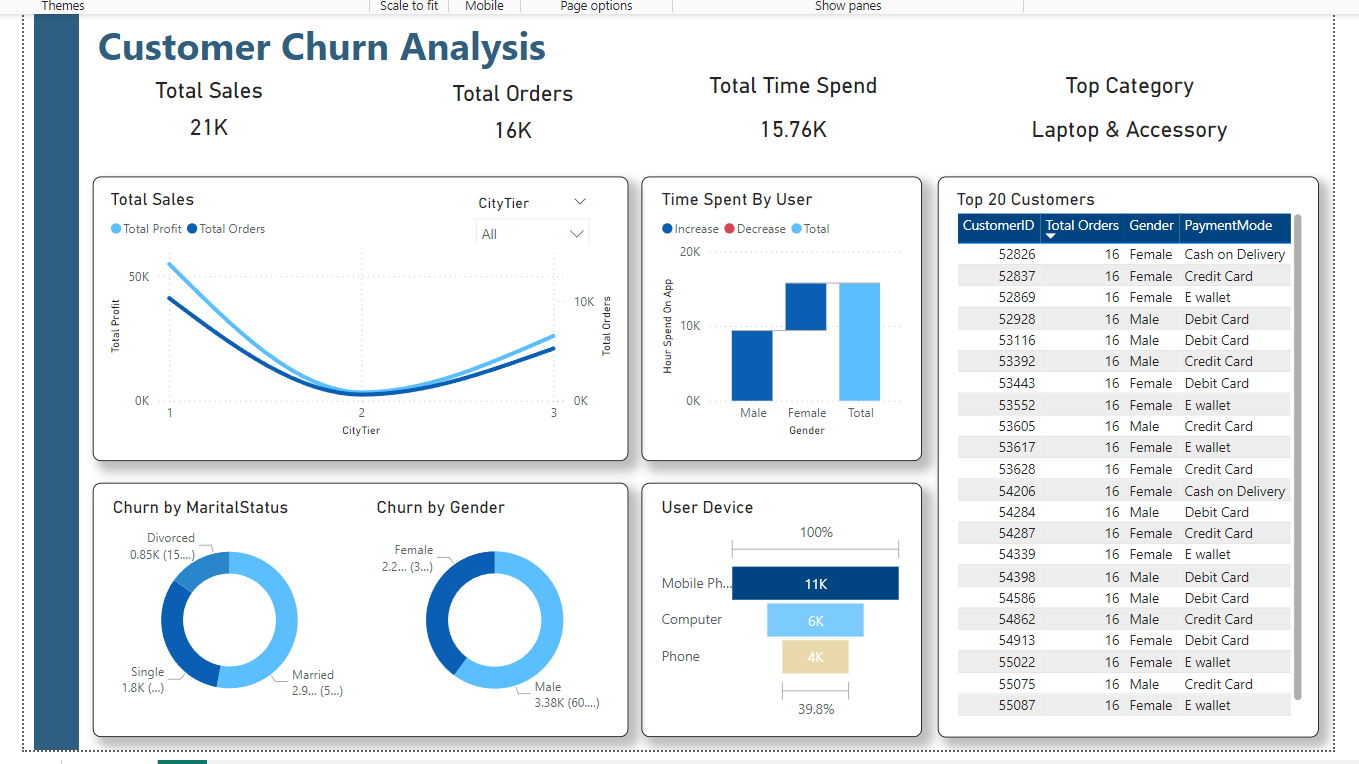 Themes
Scale to fit
Mobile
Page options
Show panes
Customer Churn Analysis
Total Sales
21K
Total Orders
16K
Total Time Spend
15.76K
Top Category
Laptop & Accessory
Total Sales
Total Profit Total Orders
CityTier
All
50K
0K
Total Profit
10K
0K
Total Orders
1 2 3
CityTier
Time Spent By User
Increase Decrease Total
20K
10K
0K
Hour Spend On App
Male Female Total
Gender
Top 20 Customers
CustomerID Total Orders Gender PaymentMode
52826 16 Female Cash on Delivery
52837 16 Female Credit Card
52869 16 Female E wallet
52928 16 Male Debit Card
53116 16 Male Debit Card
53392 16 Male Credit Card
53443 16 Female Debit Card
53552 16 Female E wallet
53605 16 Male Credit Card
53617 16 Female E wallet
53628 16 Female Credit Card
54206 16 Female Cash on Delivery
54284 16 Male Debit Card
54287 16 Female Credit Card
54339 16 Female E wallet
54398 16 Male Debit Card
54586 16 Male Debit Card
54862 16 Male Credit Card
54913 16 Female Debit Card
55022 16 Female E wallet
55075 16 Male Credit Card
55087 16 Female E wallet
Churn by MaritalStatus
Divorced
0.85K (15....)
Single
1.8K (...)
Married
2.9... (5...)
Churn by Gender
Female
2.2... (3...)
Male
3.38K (60....)
User Device
100%
Mobile Ph... 11K
Computer 6K
Phone 4K
39.8%